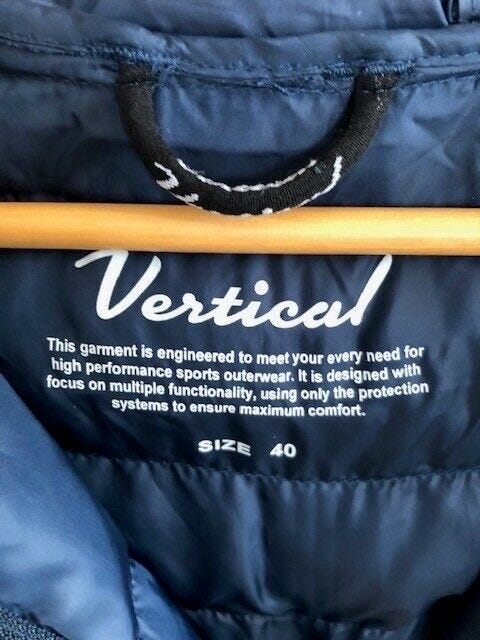 Vertical
This garment is engineered to meet your every need for
high performance sports outerwear. It is designed with
focus on multiple functionality, using only the protection
systems to ensure maximum comfort.
SIZE 40